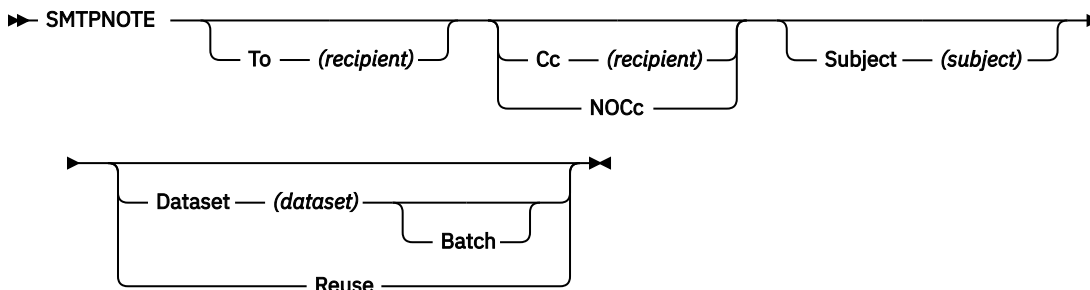 SMTPNOTE
To (recipient) Cc (recipient) Subject (subject)
NOCc
Dataset (dataset)
Batch
Reuse